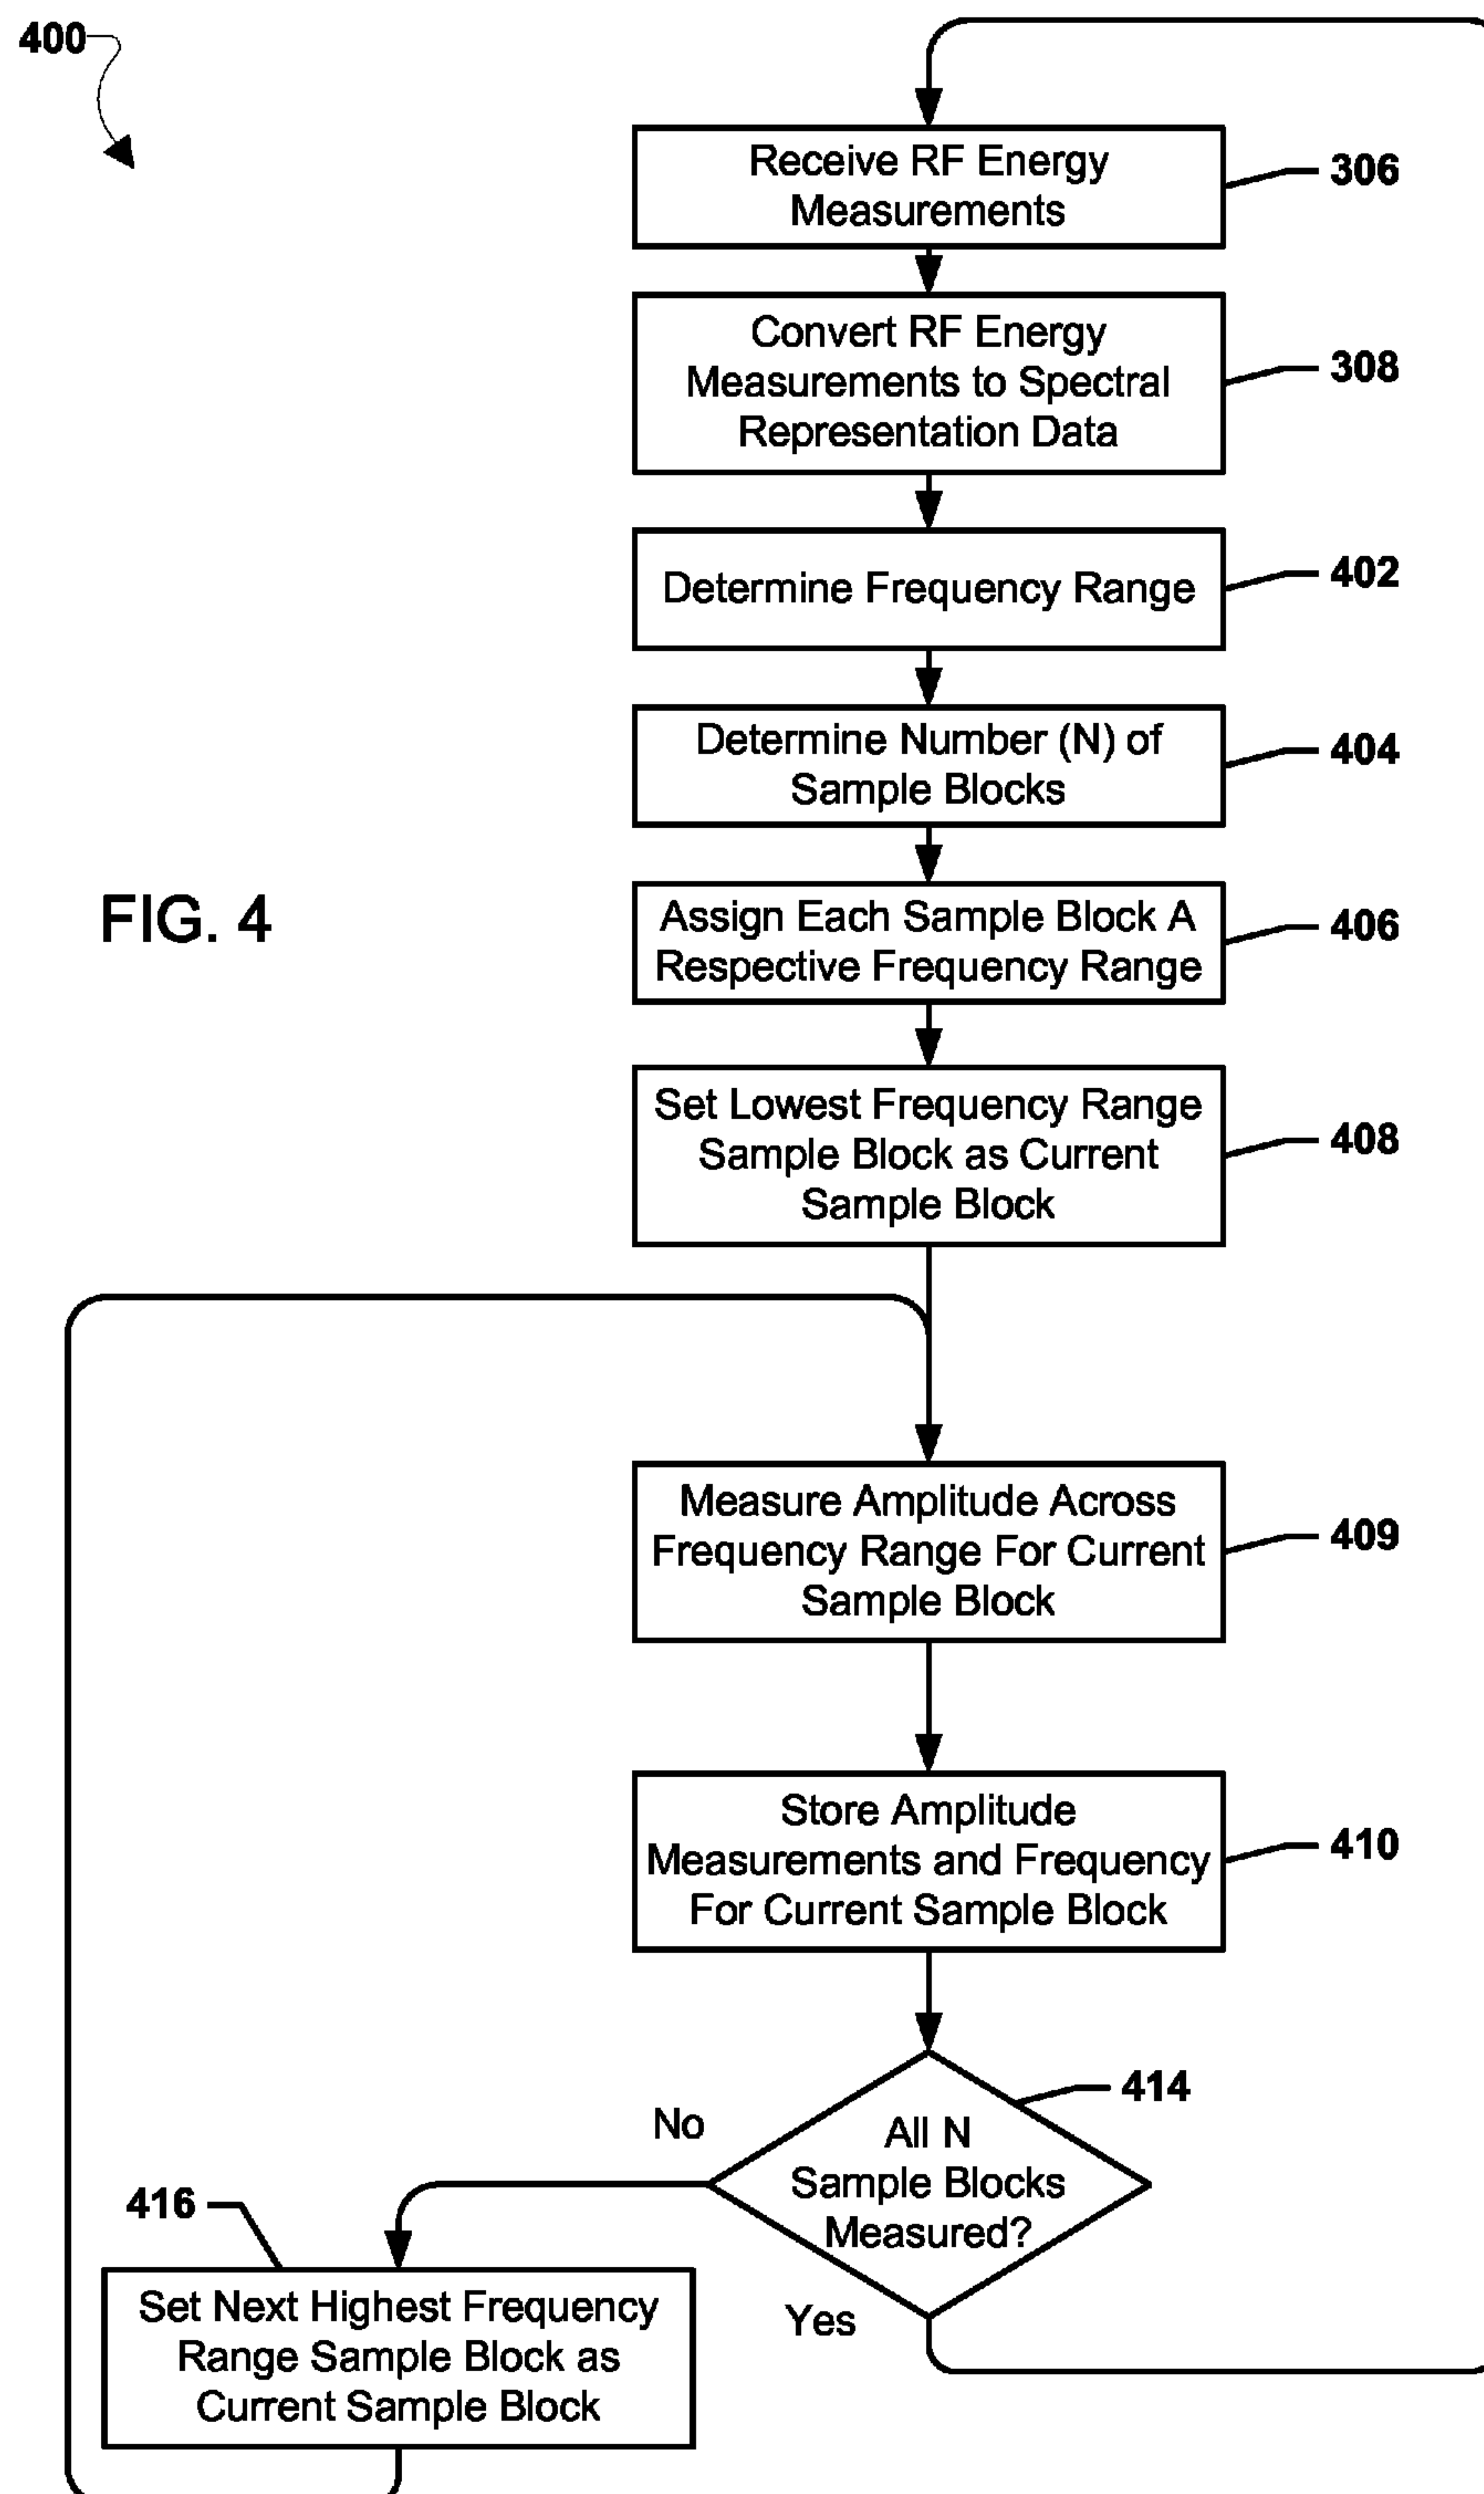 400
Receive RF Energy
Measurements
306
Convert RF Energy
Measurements to Spectral
Representation Data
308
Determine Frequency Range
402
Determine Number (N) of
Sample Blocks
404
FIG. 4
Assign Each Sample Block A
Respective Frequency Range
406
Set Lowest Frequency Range
Sample Block as Current
Sample Block
408
Measure Amplitude Across
Frequency Range For Current
Sample Block
409
Store Amplitude
Measurements and Frequency
For Current Sample Block
410
All N
Sample Blocks
Measured?
414
No
Yes
416
Set Next Highest Frequency
Range Sample Block as
Current Sample Block